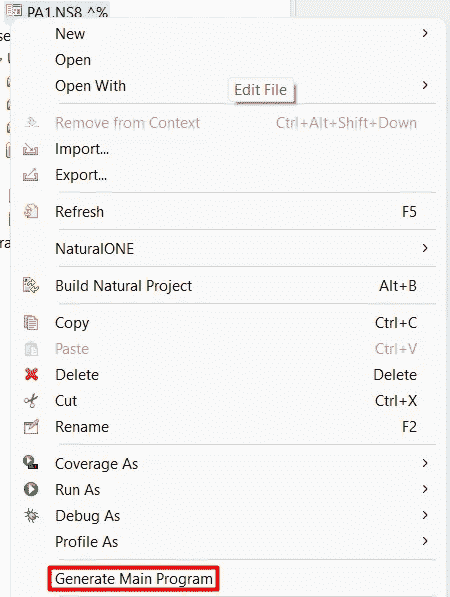 PA1.NS8 ^%
New
Open
Open With
Edit File
Remove from Context Ctrl+Alt+Shift+Down
Import...
Export...
Refresh F5
NaturalONE
Build Natural Project Alt+B
Copy Ctrl+C
Paste Ctrl+V
Delete Delete
Cut Ctrl+X
Rename F2
Coverage As
Run As
Debug As
Profile As
Generate Main Program